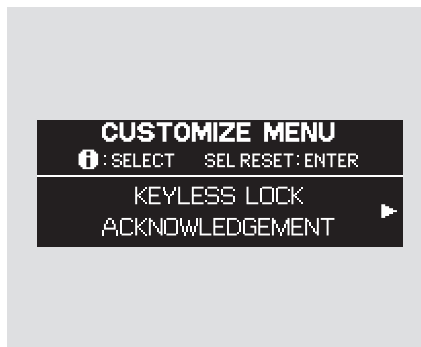 CUSTOMIZE MENU
i : SELECT SEL RESET : ENTER
KEYLESS LOCK
ACKNOWLEDGEMENT